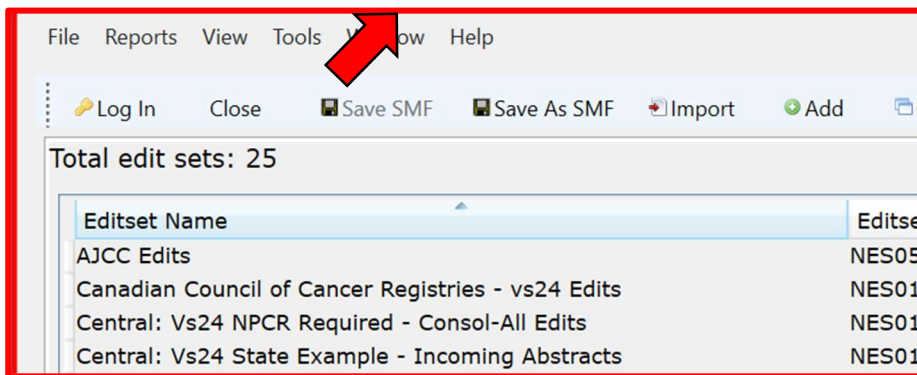 File Reports View Tools Help
Log In Close Save SMF Save As SMF Import Add
Total edit sets: 25
Editset Name
AJCC Edits
Canadian Council of Cancer Registries - vs24 Edits
Central: Vs24 NPCR Required - Consol-All Edits
Central: Vs24 State Example - Incoming Abstracts